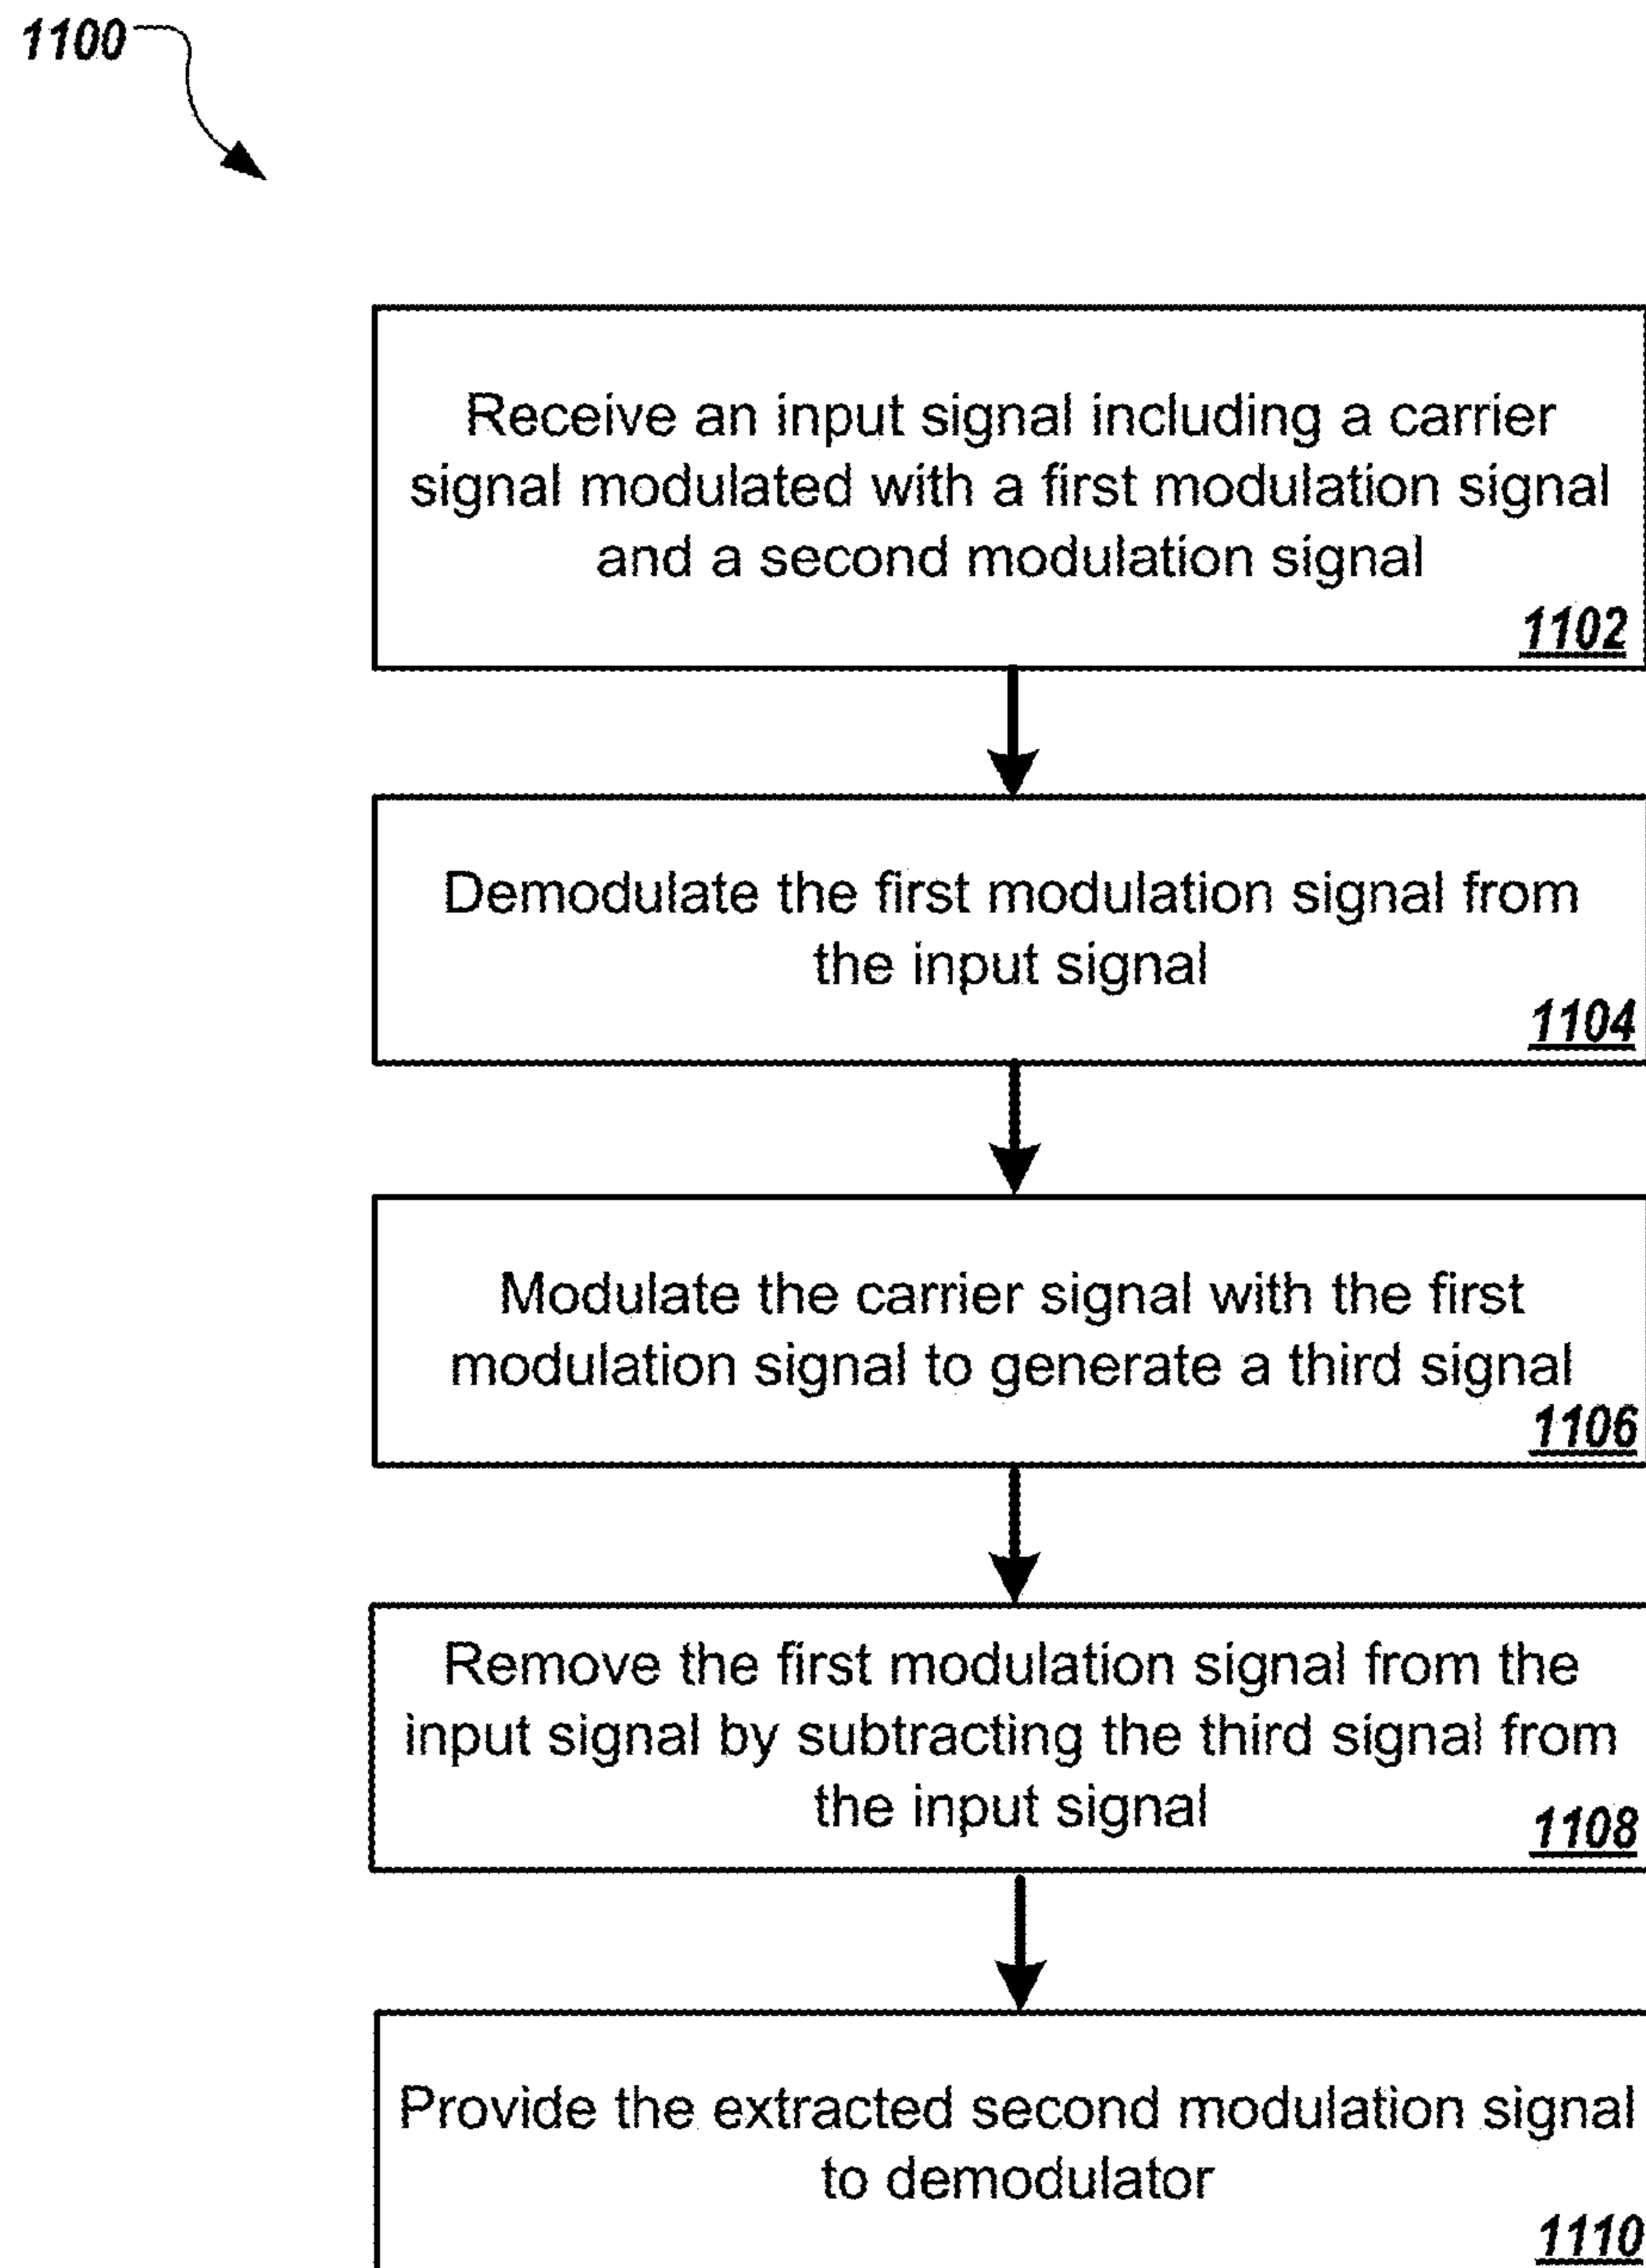 1100
Receive an input signal including a carrier
signal modulated with a first modulation signal
and a second modulation signal
1102
Demodulate the first modulation signal from
the input signal
1104
Modulate the carrier signal with the first
modulation signal to generate a third signal
1106
Remove the first modulation signal from the
input signal by subtracting the third signal from
the input signal
1108
Provide the extracted second modulation signal
to demodulator
1110